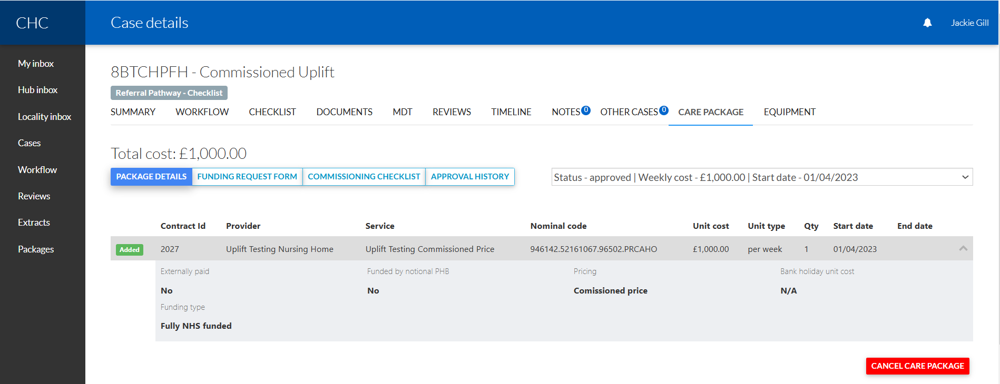 CHC
Case details
Jackie Gill
My inbox
Hub inbox
Locality inbox
Cases
Workflow
Reviews
Extracts
Packages
8BTCHPFH - Commissioned Uplift
Referral Pathway - Checklist
SUMMARY WORKFLOW CHECKLIST DOCUMENTS MDT REVIEWS TIMELINE NOTES 0 OTHER CASES 0 CARE PACKAGE EQUIPMENT
Total cost: £1,000.00
PACKAGE DETAILS FUNDING REQUEST FORM COMMISSIONING CHECKLIST APPROVAL HISTORY
Status - approved | Weekly cost - £1,000.00 | Start date - 01/04/2023
Contract Id Provider Service Nominal code Unit cost Unit type Qty Start date End date
Added 2027 Uplift Testing Nursing Home Uplift Testing Commissioned Price 946142.52161067.96502.PRCAHO £1,000.00 per week 1 01/04/2023
Externally paid Funded by notional PHB Pricing Bank holiday unit cost
No No Comissioned price N/A
Funding type
Fully NHS funded
CANCEL CARE PACKAGE